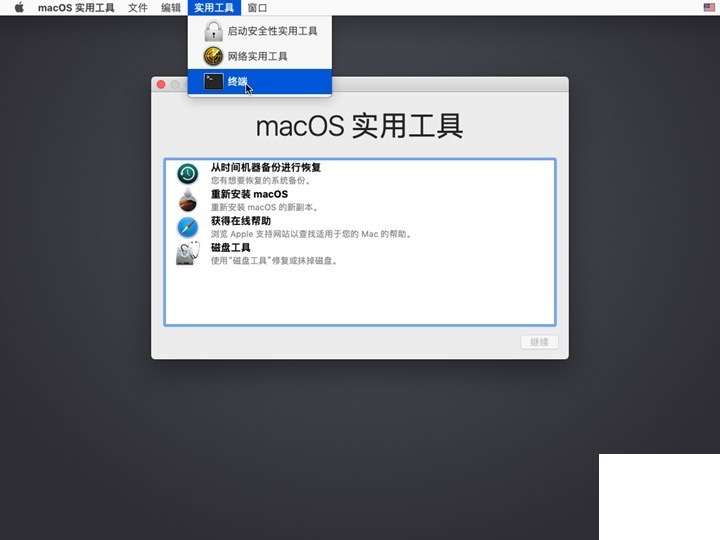 macOS 实用工具 文件 编辑 实用工具 窗口
启动安全性实用工具
网络实用工具
终端
macOS 实用工具
从时间机器备份进行恢复
您有想要恢复的系统备份。
重新安装 macOS
重新安装 macOS 的新副本。
获得在线帮助
浏览 Apple 支持网站以查找适用于您的 Mac 的帮助。
磁盘工具
使用“磁盘工具”修复或抹掉磁盘。
继续